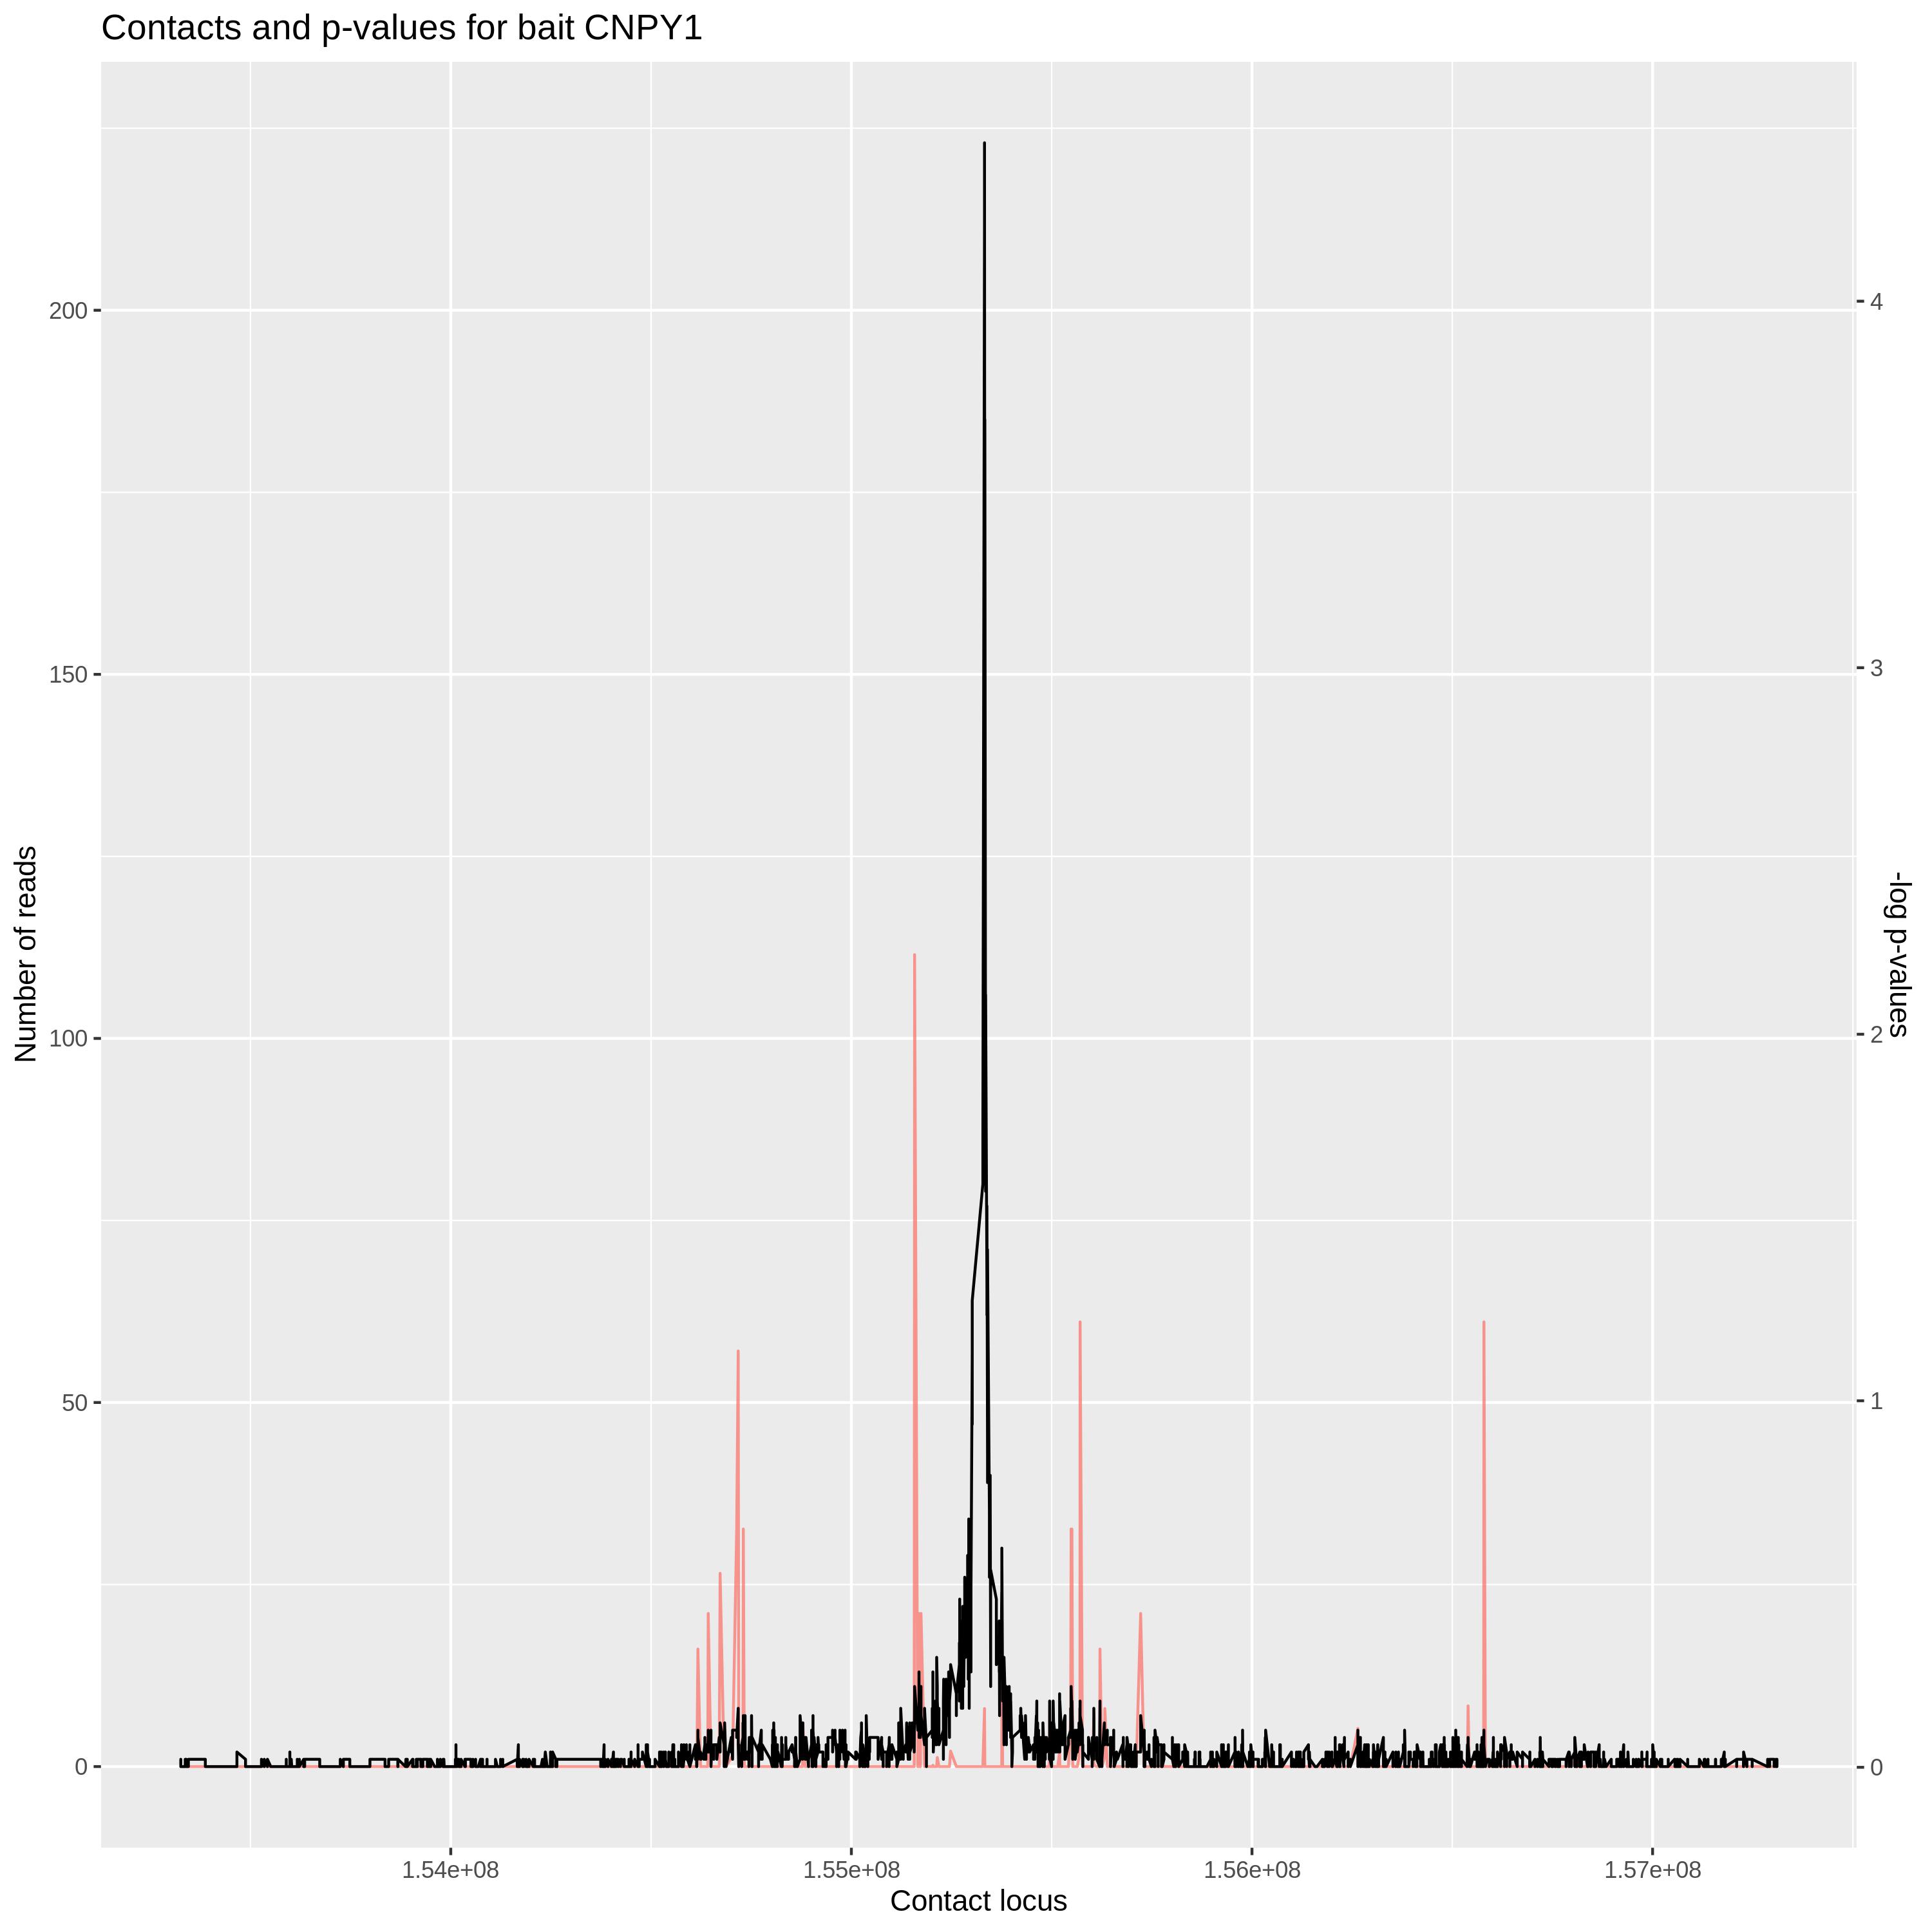 Contacts and p-values for bait CNPY1
Number of reads
200
150
100
50
0
4
3
2
1
0
-log p-values
1.54e+08
1.55e+08
1.56e+08
1.57e+08
Contact locus